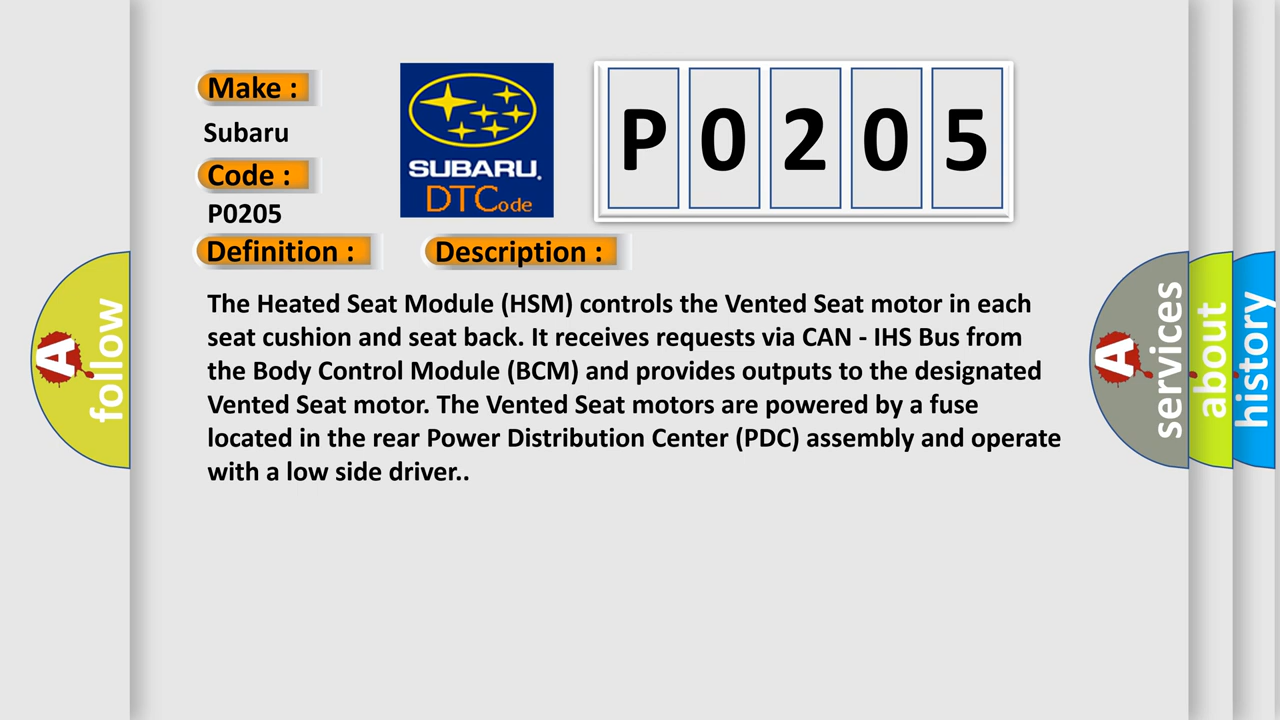 Make :
Subaru
Code :
P0205
Definition :
Description :
SUBARU.
DTCode
P0205
The Heated Seat Module (HSM) controls the Vented Seat motor in each
seat cushion and seat back. It receives requests via CAN - IHS Bus from
the Body Control Module (BCM) and provides outputs to the designated
Vented Seat motor. The Vented Seat motors are powered by a fuse
located in the rear Power Distribution Center (PDC) assembly and operate
with a low side driver..
A
follow
A
services
about
history